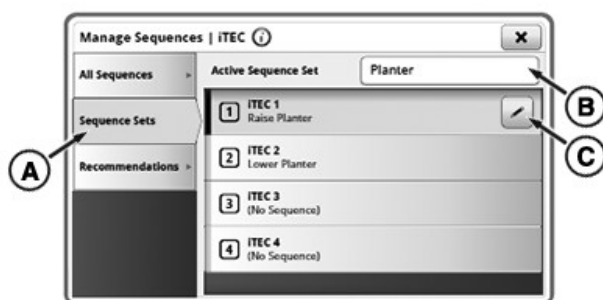 Manage Sequences | iTEC i
All Sequences
Active Sequence Set
Planter
B
Sequence Sets
1
iTEC 1
Raise Planter
C
A
2
iTEC 2
Lower Planter
Recommendations
3
iTEC 3
(No Sequence)
4
iTEC 4
(No Sequence)